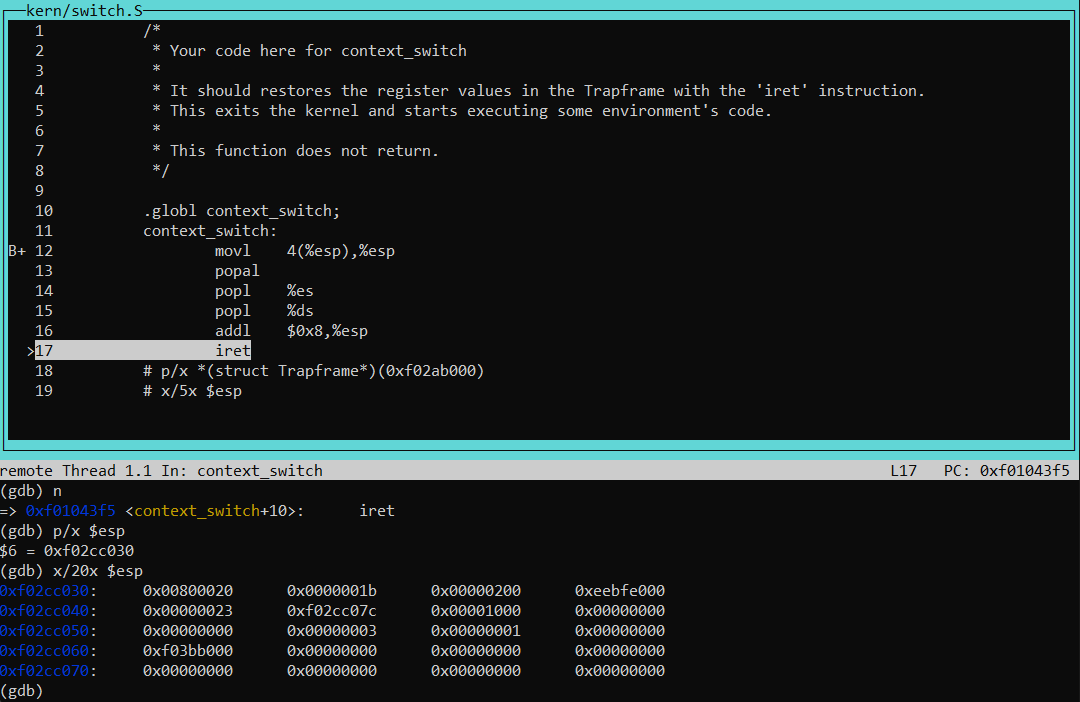 kern/switch.S
1 /*
2 * Your code here for context_switch
3 *
4 * It should restores the register values in the Trapframe with the 'iret' instruction.
5 * This exits the kernel and starts executing some environment's code.
6 *
7 * This function does not return.
8 */
9
10 .globl context_switch;
11 context_switch:
B+ 12 movl 4(%esp),%esp
13 popal
14 popl %es
15 popl %ds
16 addl $0x8,%esp
>17 iret
18 # p/x *(struct Trapframe*)(0xf02ab000)
19 # x/5x $esp
remote Thread 1.1 In: context_switch L17 PC: 0xf01043f5
(gdb) n
=> 0xf01043f5 <context_switch+10>: iret
(gdb) p/x $esp
$6 = 0xf02cc030
(gdb) x/20x $esp
0xf02cc030: 0x00800020 0x0000001b 0x00000200 0xeebfe000
0xf02cc040: 0x00000023 0xf02cc07c 0x00001000 0x00000000
0xf02cc050: 0x00000000 0x00000003 0x00000001 0x00000000
0xf02cc060: 0xf03bb000 0x00000000 0x00000000 0x00000000
0xf02cc070: 0x00000000 0x00000000 0x00000000 0x00000000
(gdb)